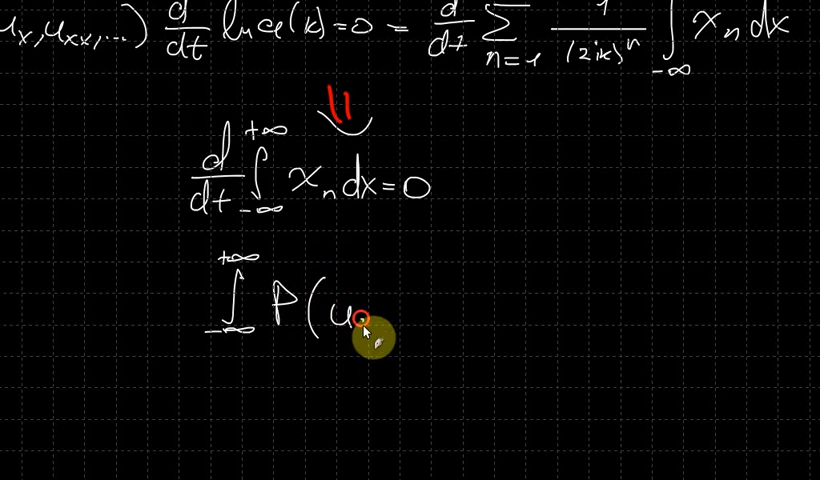 u_x, u_xx, ...) d/dt ln a(k) = 0 = d/dt Σ_{n=1} 1/(2ik)^n ∫_{-∞} χ_n dx
d/dt ∫_{-∞}^{+∞} χ_n dx = 0
∫_{-∞}^{+∞} P(u